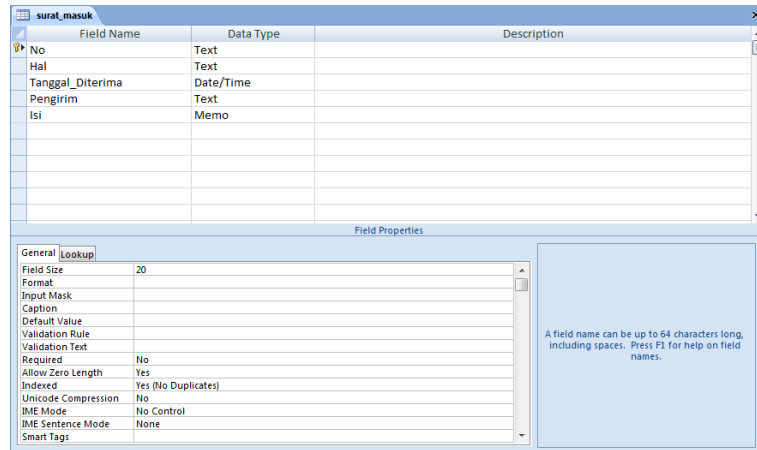 surat_masuk
Field Name Data Type Description
No Text
Hal Text
Tanggal_Diterima Date/Time
Pengirim Text
Isi Memo
Field Properties
General Lookup
Field Size 20
Format
Input Mask
Caption
Default Value
Validation Rule
Validation Text
Required No
Allow Zero Length Yes
Indexed Yes (No Duplicates)
Unicode Compression No
IME Mode No Control
IME Sentence Mode None
Smart Tags
A field name can be up to 64 characters long,
including spaces. Press F1 for help on field
names.